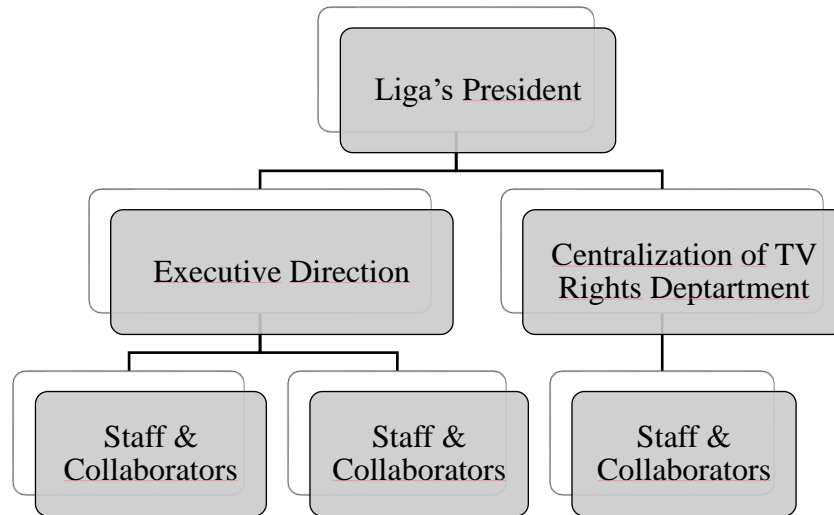 Liga’s President
Executive Direction
Centralization of TV
Rights Deptartment
Staff &
Collaborators
Staff &
Collaborators
Staff &
Collaborators